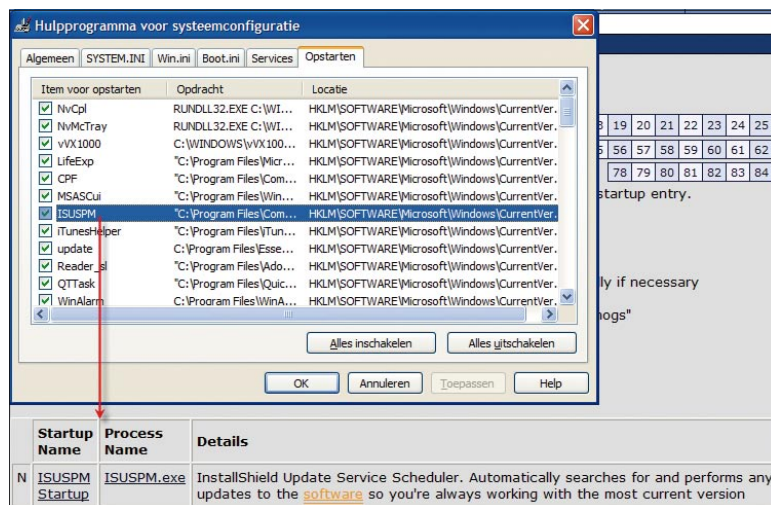 Hulpprogramma voor systeemconfiguratie
Algemeen SYSTEM.INI Win.ini Boot.ini Services Opstarten
Item voor opstarten Opdracht Locatie
NvCpl RUNDLL32.EXE C:\WI... HKLM\SOFTWARE\Microsoft\Windows\CurrentVer.
NvMcTray RUNDLL32.EXE C:\WI... HKLM\SOFTWARE\Microsoft\Windows\CurrentVer.
vVX1000 C:\WINDOWS\vVX100... HKLM\SOFTWARE\Microsoft\Windows\CurrentVer.
LifeExp "C:\Program Files\Micr... HKLM\SOFTWARE\Microsoft\Windows\CurrentVer.
CPF "C:\Program Files\Com... HKLM\SOFTWARE\Microsoft\Windows\CurrentVer.
MSASCui "C:\Program Files\Win... HKLM\SOFTWARE\Microsoft\Windows\CurrentVer.
ISUSPM "C:\Program Files\Com... HKLM\SOFTWARE\Microsoft\Windows\CurrentVer.
iTunesHelper "C:\Program Files\iTun... HKLM\SOFTWARE\Microsoft\Windows\CurrentVer.
update C:\Program Files\Esse... HKLM\SOFTWARE\Microsoft\Windows\CurrentVer.
Reader_sl "C:\Program Files\Ado... HKLM\SOFTWARE\Microsoft\Windows\CurrentVer.
QTTask "C:\Program Files\Quic... HKLM\SOFTWARE\Microsoft\Windows\CurrentVer.
WinAlarm C:\Program Files\WinA... HKLM\SOFTWARE\Microsoft\Windows\CurrentVer.
Alles inschakelen Alles uitschakelen
OK Annuleren Toepassen Help
19 20 21 22 23 24 25
56 57 58 59 60 61 62
78 79 80 81 82 83 84
startup entry.
ly if necessary
hogs"
Startup Name Process Name Details
N ISUSPM Startup ISUSPM.exe InstallShield Update Service Scheduler. Automatically searches for and performs any
updates to the software so you're always working with the most current version